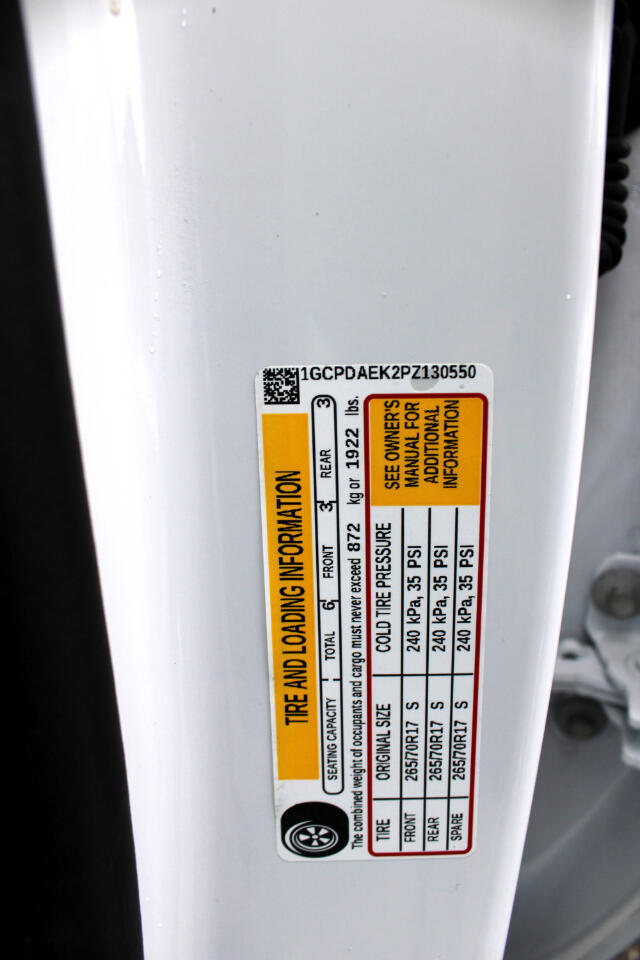 1GCPDAEK2PZ130550
TIRE AND LOADING INFORMATION
SEATING CAPACITY TOTAL 6 FRONT 3 REAR 3
The combined weight of occupants and cargo must never exceed 872 kg or 1922 lbs.
TIRE ORIGINAL SIZE COLD TIRE PRESSURE
FRONT 265/70R17 S 240 kPa, 35 PSI
REAR 265/70R17 S 240 kPa, 35 PSI
SPARE 265/70R17 S 240 kPa, 35 PSI
SEE OWNER'S
MANUAL FOR
ADDITIONAL
INFORMATION